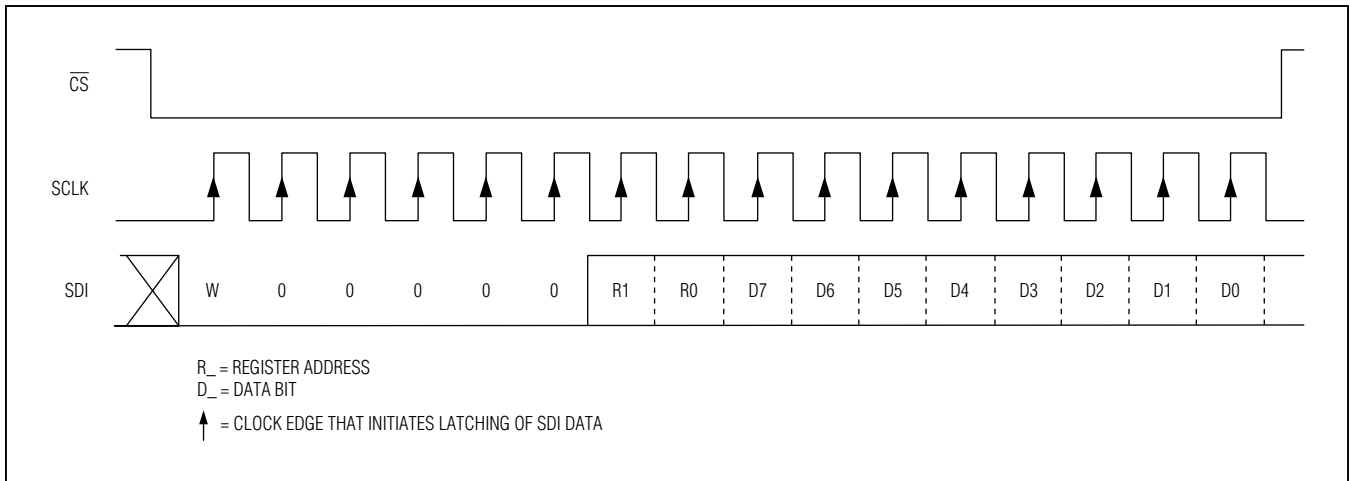 CS
SCLK
SDI W 0 0 0 0 0 R1 R0 D7 D6 D5 D4 D3 D2 D1 D0
R_ = REGISTER ADDRESS
D_ = DATA BIT
= CLOCK EDGE THAT INITIATES LATCHING OF SDI DATA